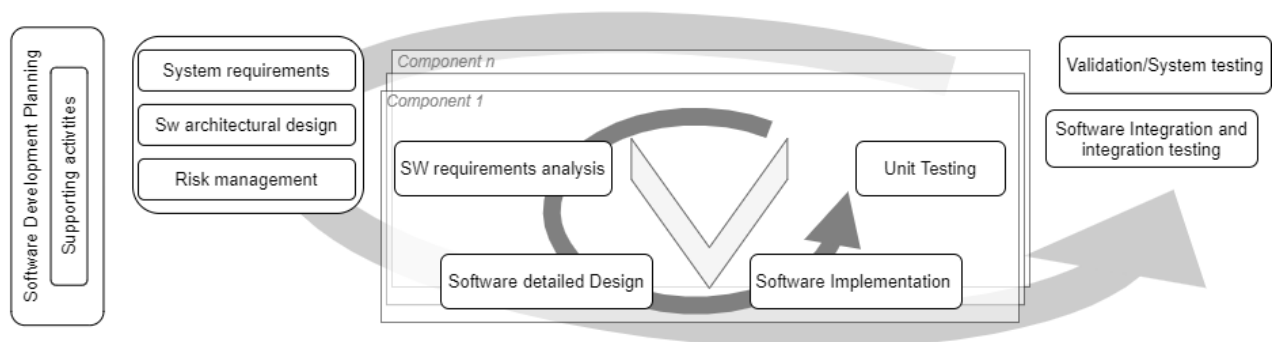 Software Development Planning
Supporting activtites
System requirements
Sw architectural design
Risk management
Component n
Component 1
SW requirements analysis
Unit Testing
Software detailed Design
Software Implementation
Validation/System testing
Software Integration and
integration testing